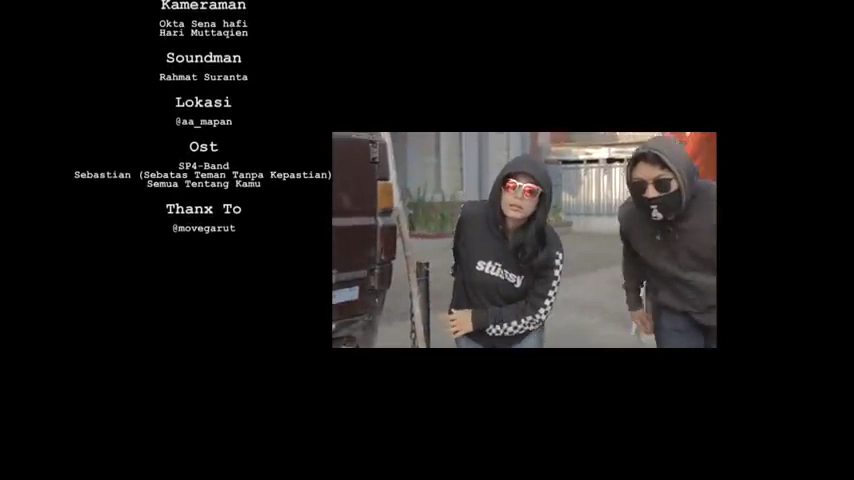 Kameraman
Okta Sena hafi
Hari Muttaqien
Soundman
Rahmat Suranta
Lokasi
@aa_mapan
Ost
SP4-Band
Sebastian (Sebatas Teman Tanpa Kepastian)
Semua Tentang Kamu
Thanx To
@movegarut
stüssy